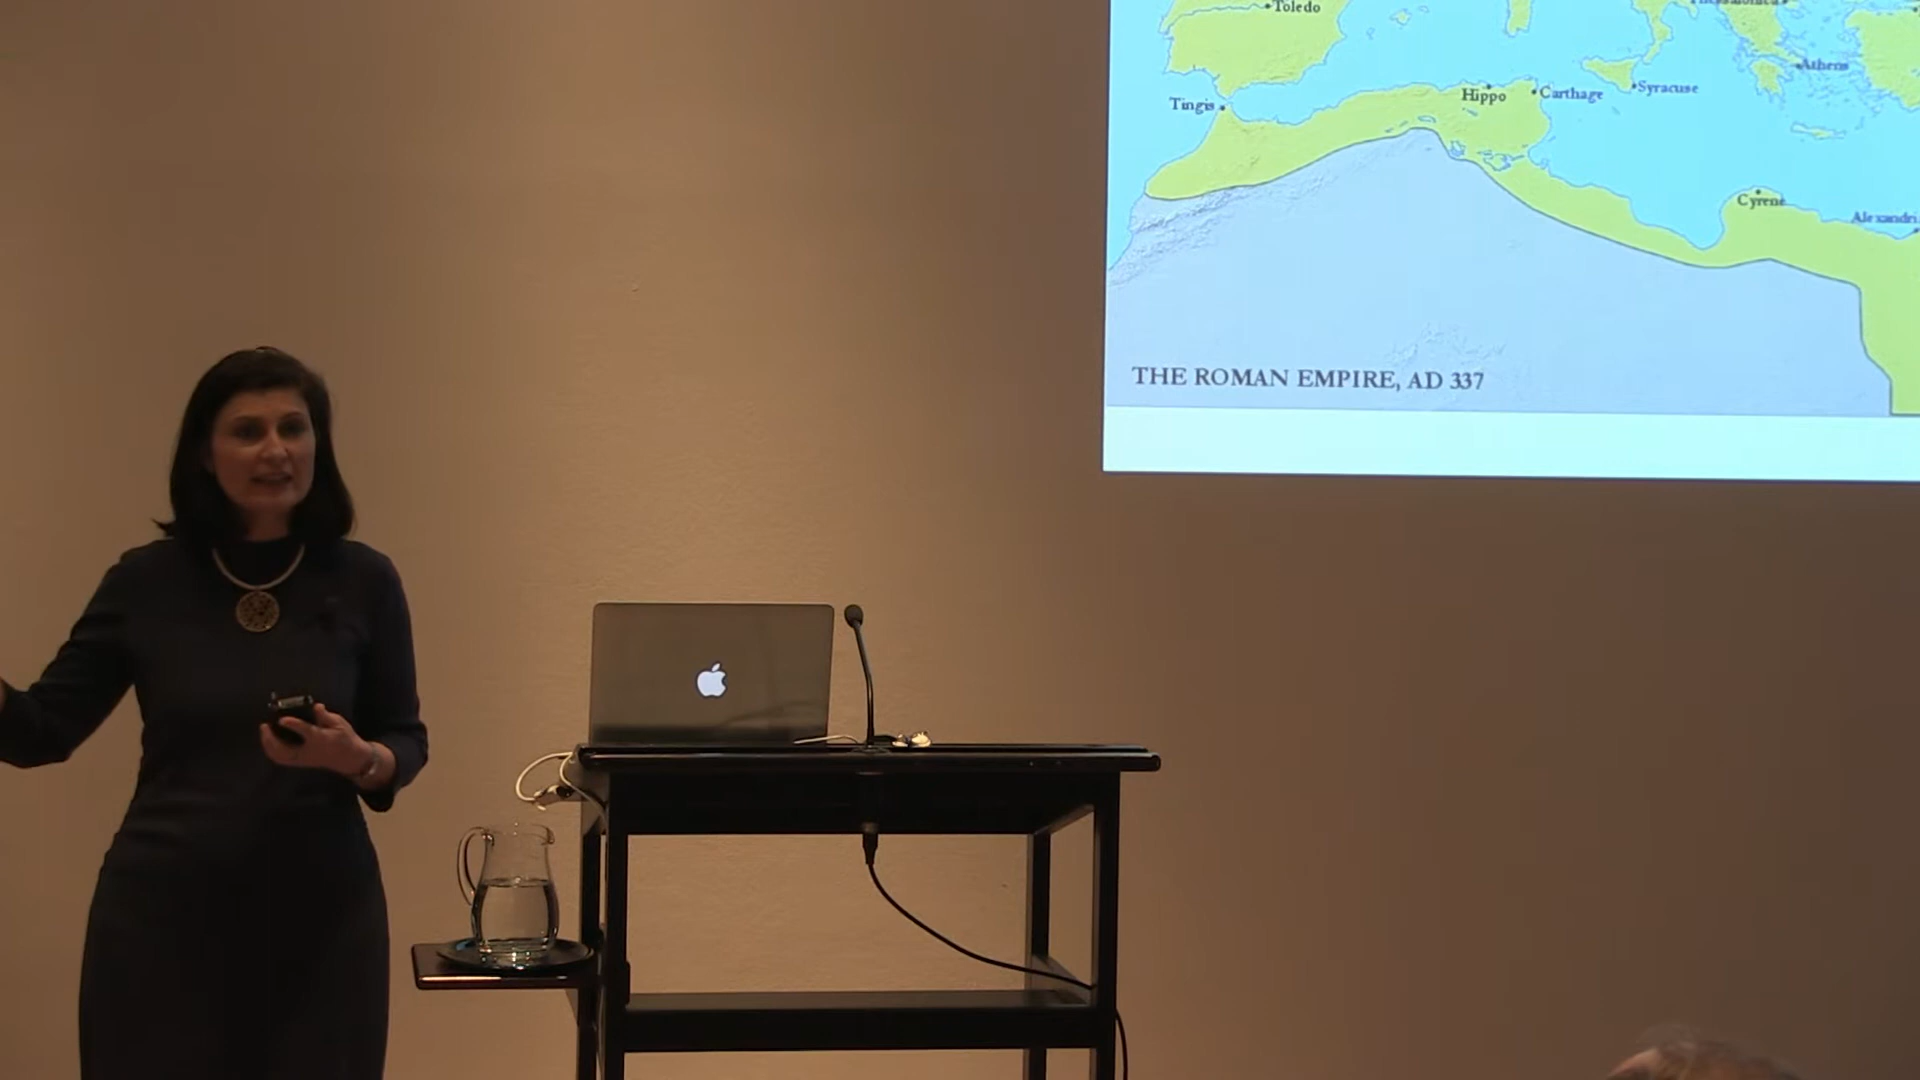 Toledo
Athens
Tingis
Hippo
Carthage
Syracuse
Cyrene
THE ROMAN EMPIRE, AD 337